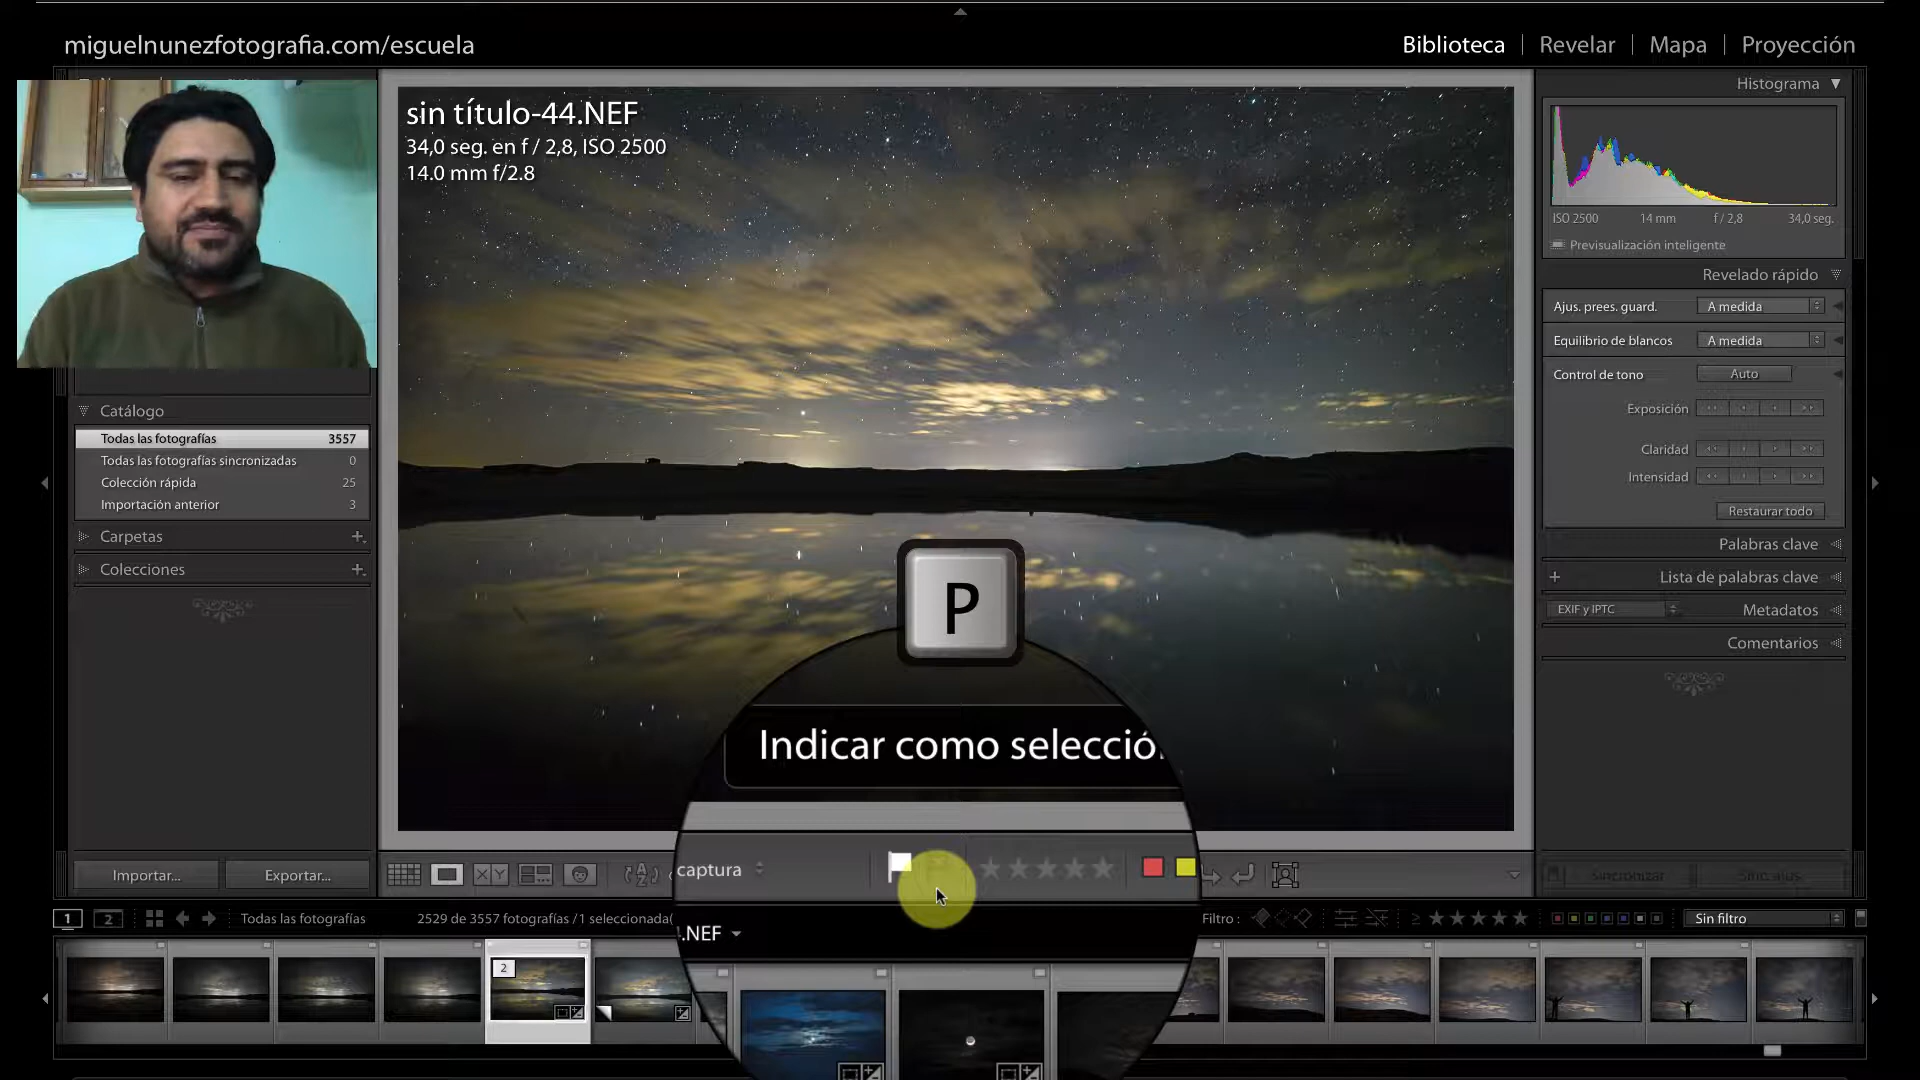 miguelnunezfotografia.com/escuela
Biblioteca | Revelar | Mapa | Proyección
sin título-44.NEF
34,0 seg. en f / 2,8, ISO 2500
14.0 mm f/2.8
Catálogo
Todas las fotografías 3557
Todas las fotografías sincronizadas 0
Colección rápida 25
Importación anterior 3
Carpetas
Colecciones
Importar...
Exportar...
Histograma
ISO 2500 14 mm f / 2,8 34,0 seg.
Previsualización inteligente
Revelado rápido
Ajus. prees. guard. A medida
Equilibrio de blancos A medida
Control de tono Auto
Exposición
Claridad
Intensidad
Restaurar todo
Palabras clave
Lista de palabras clave
EXIF y IPTC Metadatos
Comentarios
P
Indicar como selecció
captura
XY
Sincronizar
1 2 Todas las fotografías 2529 de 3557 fotografías /1 seleccionada(
.NEF
Filtro : Sin filtro
2